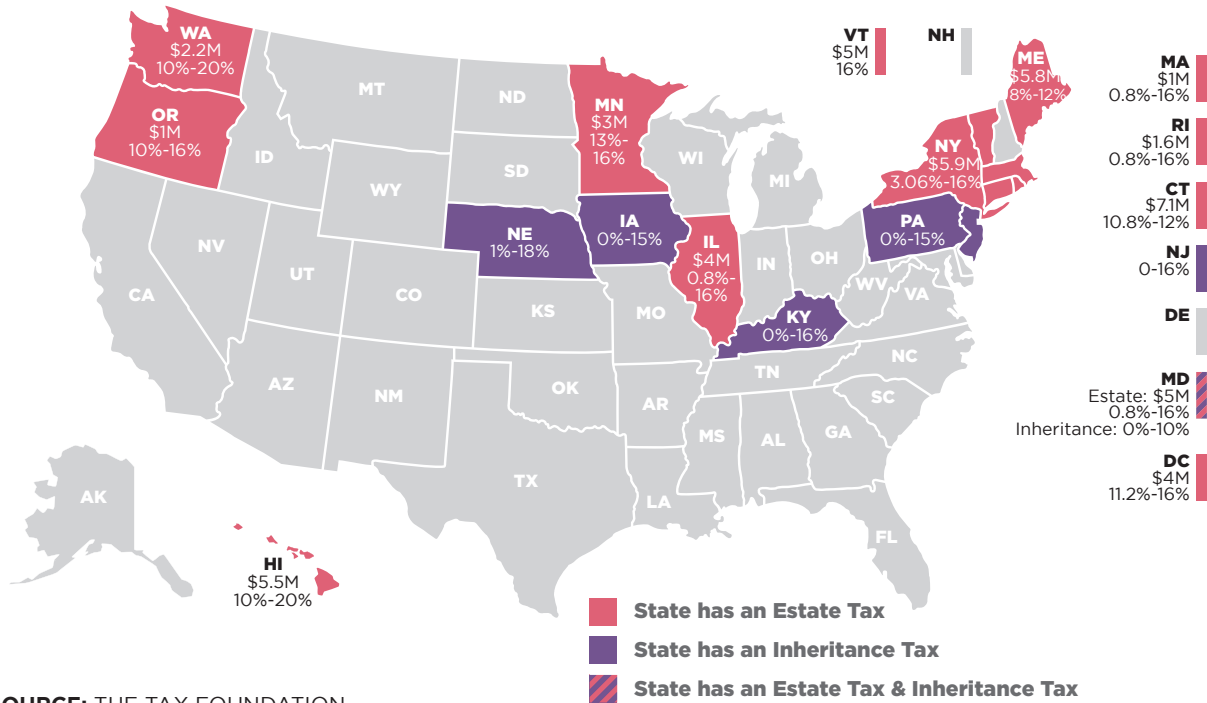 WA
$2.2M
10%-20%
OR
$1M
10%-16%
ID
MT
ND
SD
WY
NV
UT
CO
CA
AZ
NM
NE
1%-18%
KS
OK
TX
MN
$3M
13%-
16%
IA
0%-15%
MO
AR
LA
WI
IL
$4M
0.8%-
16%
MI
IN
OH
KY
0%-16%
TN
MS
AL
GA
FL
SC
NC
VA
WV
PA
0%-15%
NY
$5.9M
3.06%-16%
VT
$5M
16%
NH
ME
$5.8M
8%-12%
MA
$1M
0.8%-16%
RI
$1.6M
0.8%-16%
CT
$7.1M
10.8%-12%
NJ
0-16%
DE
MD
Estate: $5M
0.8%-16%
Inheritance: 0%-10%
DC
$4M
11.2%-16%
AK
HI
$5.5M
10%-20%
State has an Estate Tax
State has an Inheritance Tax
State has an Estate Tax & Inheritance Tax
OURCE: THE TAX FOUNDATION